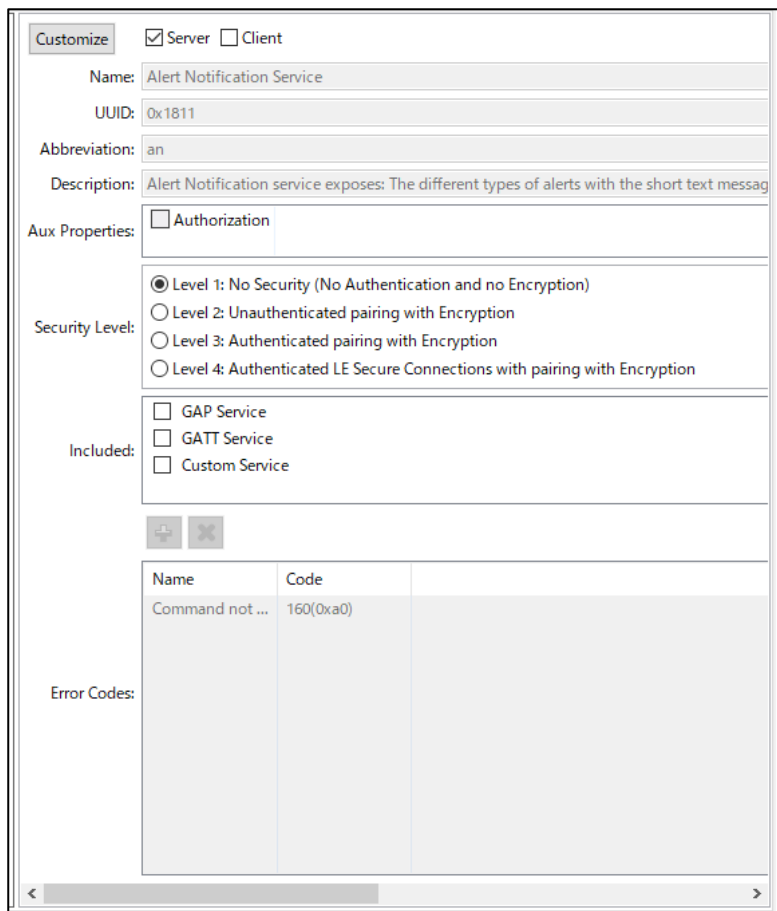 Customize Server Client
Name: Alert Notification Service
UUID: 0x1811
Abbreviation: an
Description: Alert Notification service exposes: The different types of alerts with the short text messag
Aux Properties: Authorization
Security Level:
Level 1: No Security (No Authentication and no Encryption)
Level 2: Unauthenticated pairing with Encryption
Level 3: Authenticated pairing with Encryption
Level 4: Authenticated LE Secure Connections with pairing with Encryption
Included:
GAP Service
GATT Service
Custom Service
Error Codes:
Name Code
Command not ... 160(0xa0)